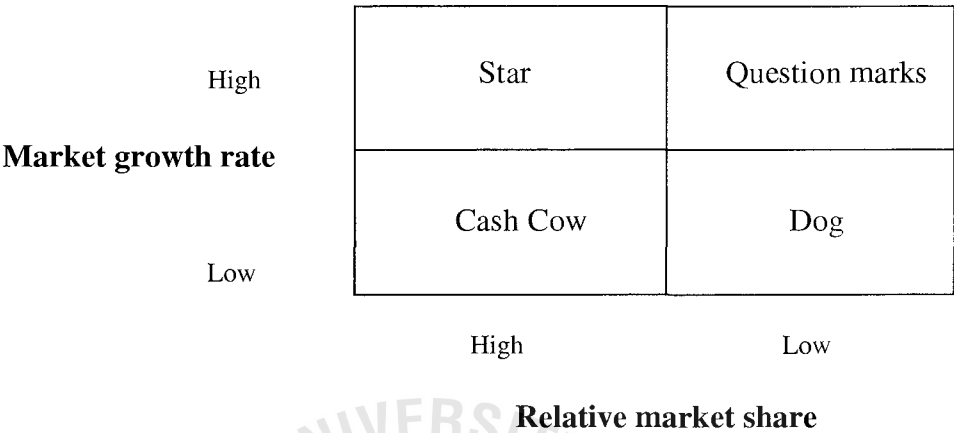 Star Question marks
High
Market growth rate
Cash Cow Dog
Low
High Low
Relative market share